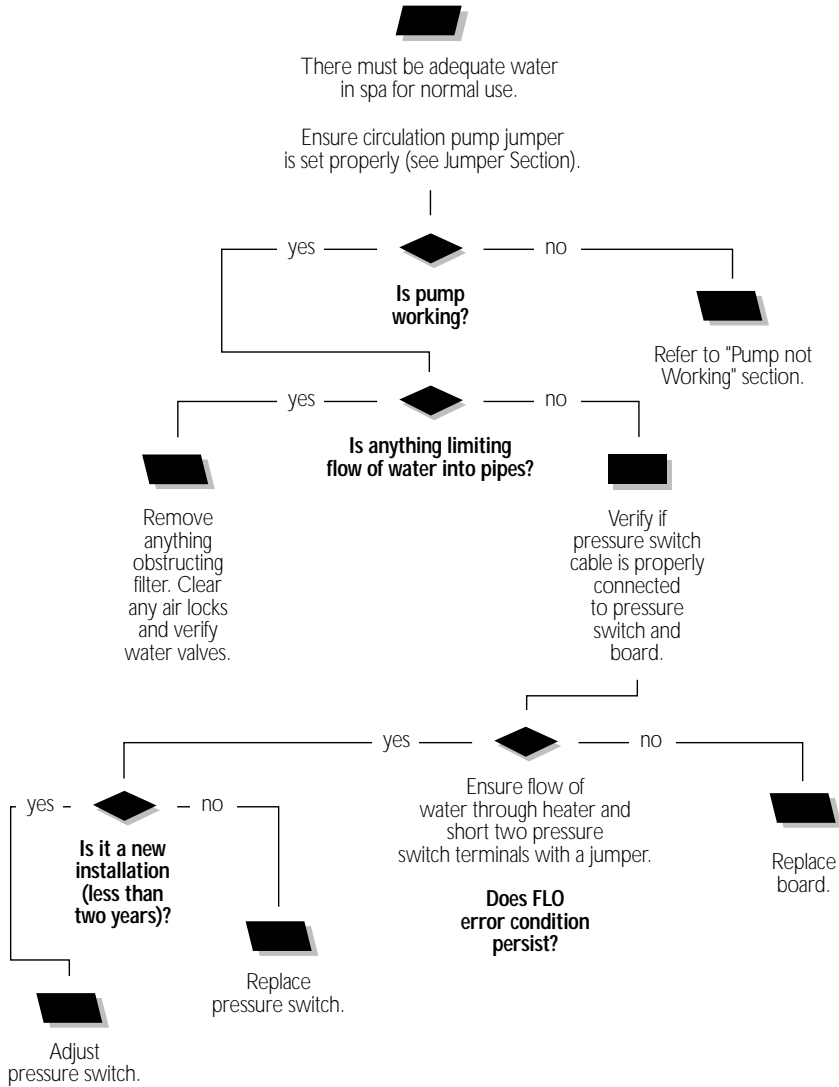 There must be adequate water
in spa for normal use.
Ensure circulation pump jumper
is set properly (see Jumper Section).
yes
no
Is pump
working?
Refer to "Pump not
Working" section.
yes
no
Is anything limiting
flow of water into pipes?
Remove
anything
obstructing
filter. Clear
any air locks
and verify
water valves.
Verify if
pressure switch
cable is properly
connected
to pressure
switch and
board.
yes
no
Ensure flow of
water through heater and
short two pressure
switch terminals with a jumper.
Does FLO
error condition
persist?
Replace
board.
yes
no
Is it a new
installation
(less than
two years)?
Replace
pressure switch.
Adjust
pressure switch.